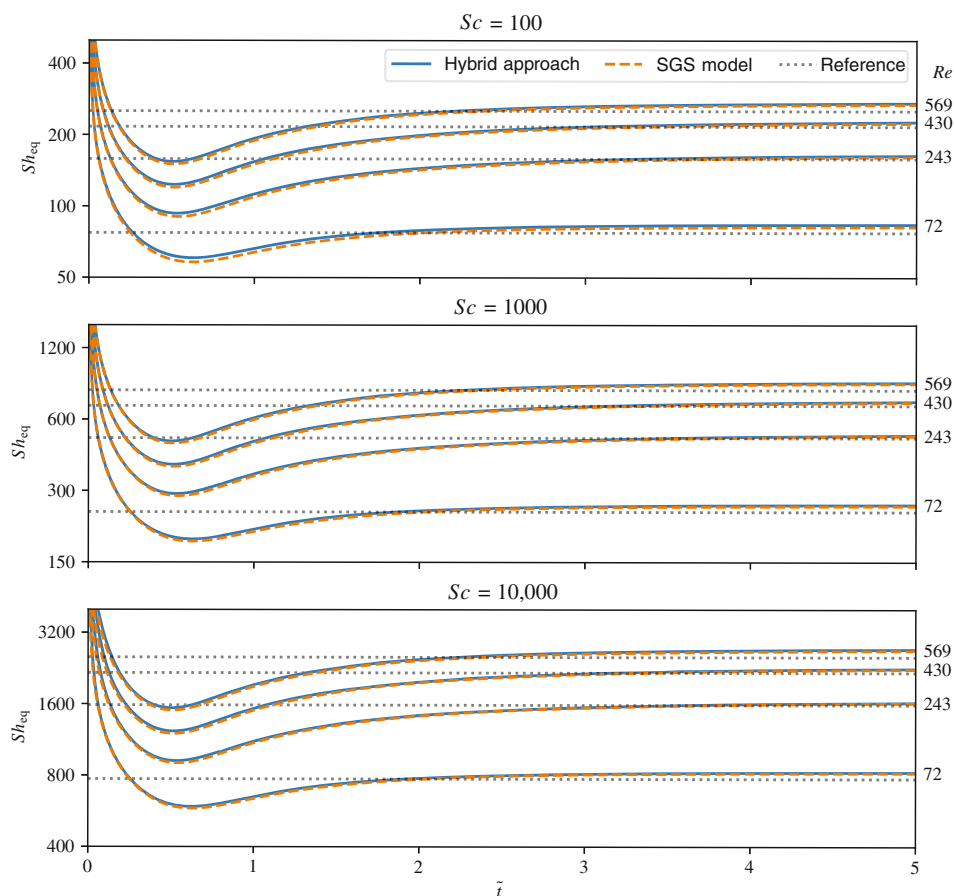 Sc = 100
400
200
100
50
Sh_eq
Hybrid approach
SGS model
Reference
Re
569
430
243
72
Sc = 1000
1200
600
300
150
Sh_eq
569
430
243
72
Sc = 10,000
3200
1600
800
400
Sh_eq
569
430
243
72
0 1 2 3 4 5
t̃